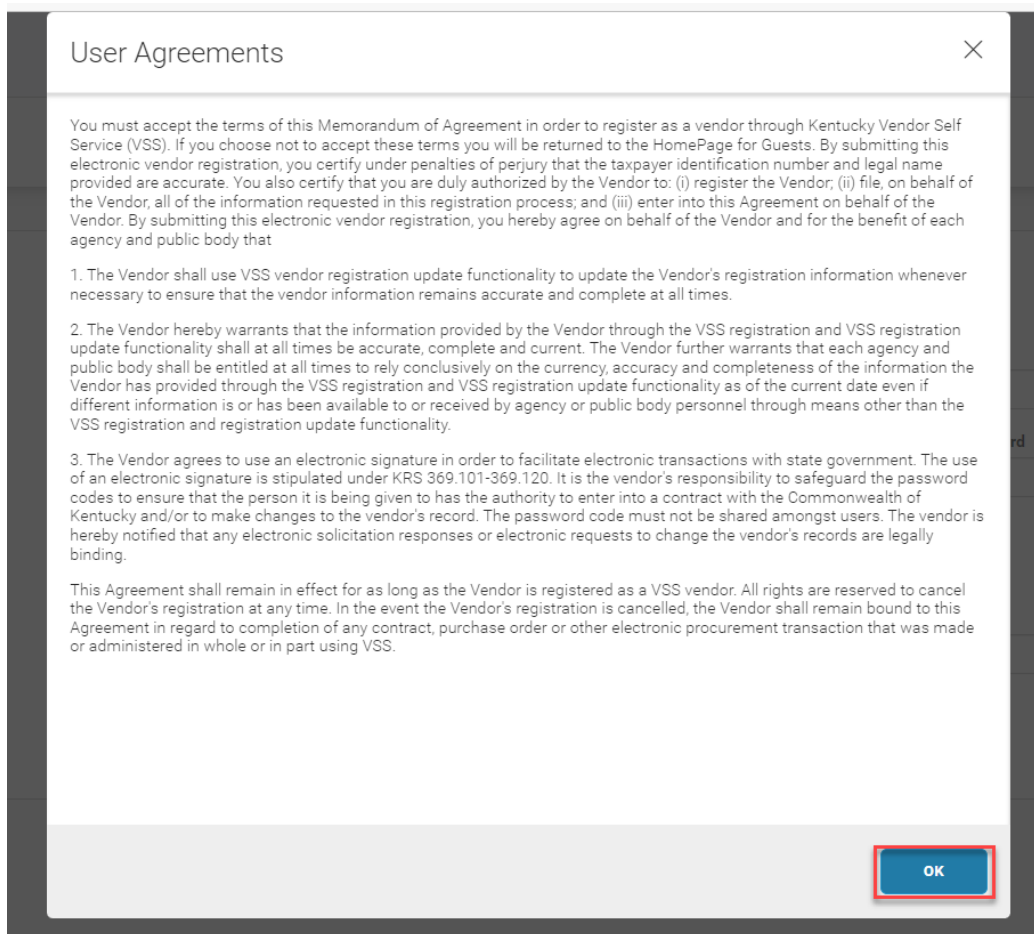 User Agreements
You must accept the terms of this Memorandum of Agreement in order to register as a vendor through Kentucky Vendor Self
Service (VSS). If you choose not to accept these terms you will be returned to the HomePage for Guests. By submitting this
electronic vendor registration, you certify under penalties of perjury that the taxpayer identification number and legal name
provided are accurate. You also certify that you are duly authorized by the Vendor to: (i) register the Vendor; (ii) file, on behalf of
the Vendor, all of the information requested in this registration process; and (iii) enter into this Agreement on behalf of the
Vendor. By submitting this electronic vendor registration, you hereby agree on behalf of the Vendor and for the benefit of each
agency and public body that
1. The Vendor shall use VSS vendor registration update functionality to update the Vendor's registration information whenever
necessary to ensure that the vendor information remains accurate and complete at all times.
2. The Vendor hereby warrants that the information provided by the Vendor through the VSS registration and VSS registration
update functionality shall at all times be accurate, complete and current. The Vendor further warrants that each agency and
public body shall be entitled at all times to rely conclusively on the currency, accuracy and completeness of the information the
Vendor has provided through the VSS registration and VSS registration update functionality as of the current date even if
different information is or has been available to or received by agency or public body personnel through means other than the
VSS registration and registration update functionality.
rd
3. The Vendor agrees to use an electronic signature in order to facilitate electronic transactions with state government. The use
of an electronic signature is stipulated under KRS 369.101-369.120. It is the vendor's responsibility to safeguard the password
codes to ensure that the person it is being given to has the authority to enter into a contract with the Commonwealth of
Kentucky and/or to make changes to the vendor's record. The password code must not be shared amongst users. The vendor is
hereby notified that any electronic solicitation responses or electronic requests to change the vendor's records are legally
binding.
This Agreement shall remain in effect for as long as the Vendor is registered as a VSS vendor. All rights are reserved to cancel
the Vendor's registration at any time. In the event the Vendor's registration is cancelled, the Vendor shall remain bound to this
Agreement in regard to completion of any contract, purchase order or other electronic procurement transaction that was made
or administered in whole or in part using VSS.
OK